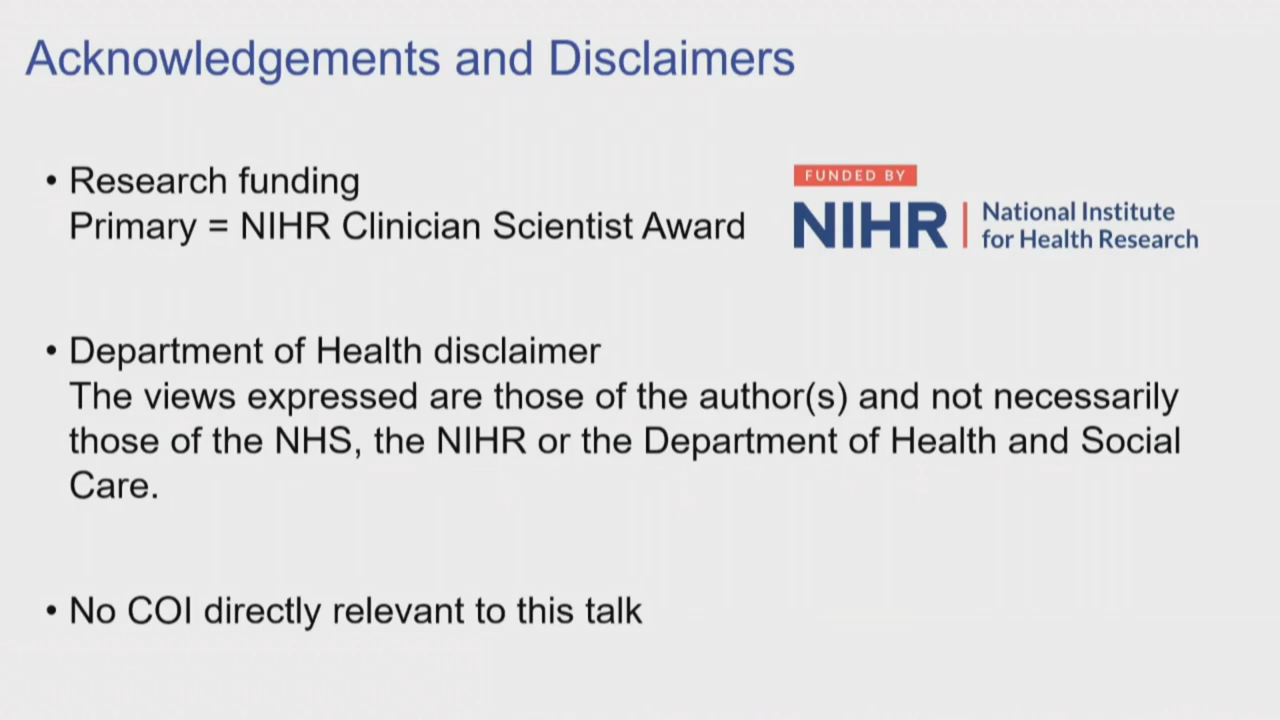 Acknowledgements and Disclaimers
• Research funding
Primary = NIHR Clinician Scientist Award
FUNDED BY
NIHR | National Institute
for Health Research
• Department of Health disclaimer
The views expressed are those of the author(s) and not necessarily
those of the NHS, the NIHR or the Department of Health and Social
Care.
• No COI directly relevant to this talk